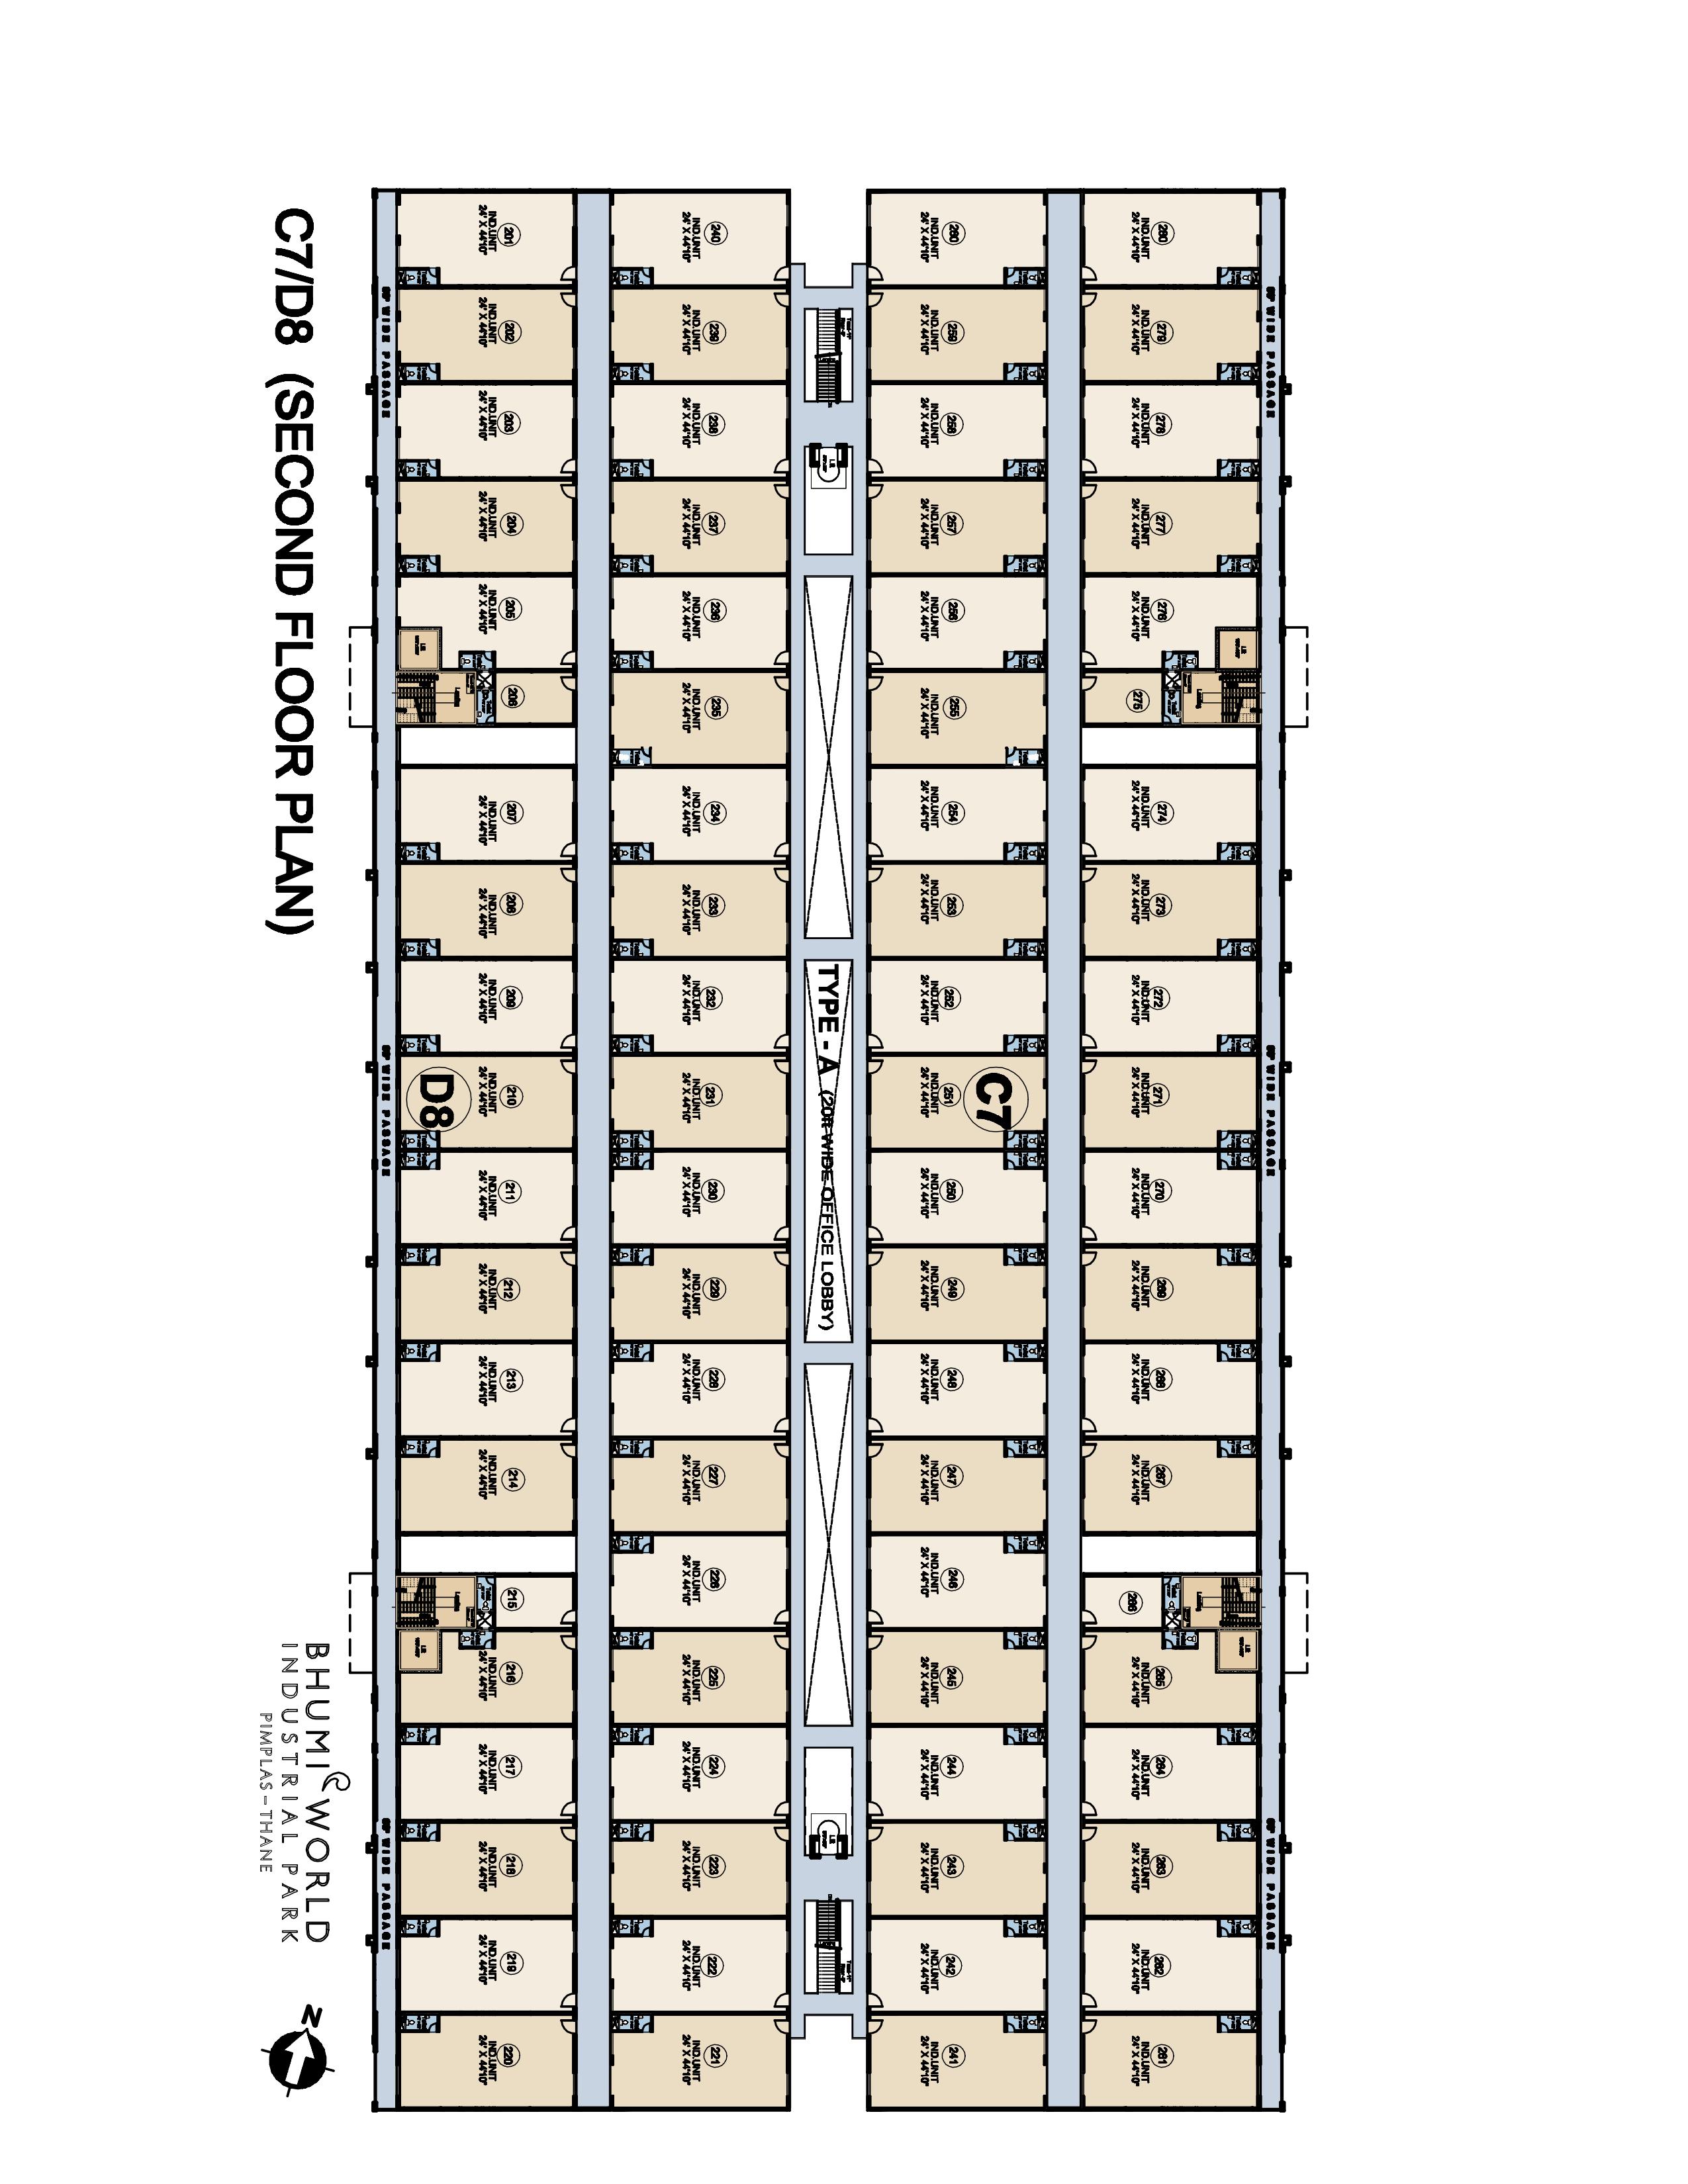 WIDE PASSAGE WIDE PASSAGE WIDE PASSAGE
Landing Landing
280 279 278 277 276 275 274 273 272 271 270 269 268 267 266 265 264 263 262 261
IND.UNIT IND.UNIT IND.UNIT IND.UNIT IND.UNIT IND.UNIT IND.UNIT IND.UNIT IND.UNIT IND.UNIT IND.UNIT IND.UNIT IND.UNIT IND.UNIT IND.UNIT IND.UNIT IND.UNIT IND.UNIT
24' X 44'10" 24' X 44'10" 24' X 44'10" 24' X 44'10" 24' X 44'10" 24' X 44'10" 24' X 44'10" 24' X 44'10" 24' X 44'10" 24' X 44'10" 24' X 44'10" 24' X 44'10" 24' X 44'10" 24' X 44'10" 24' X 44'10" 24' X 44'10" 24' X 44'10" 24' X 44'10"
C7
260 259 258 257 256 255 254 253 252 251 250 249 248 247 246 245 244 243 242 241
IND.UNIT IND.UNIT IND.UNIT IND.UNIT IND.UNIT IND.UNIT IND.UNIT IND.UNIT IND.UNIT IND.UNIT IND.UNIT IND.UNIT IND.UNIT IND.UNIT IND.UNIT IND.UNIT IND.UNIT IND.UNIT IND.UNIT IND.UNIT
24' X 44'10" 24' X 44'10" 24' X 44'10" 24' X 44'10" 24' X 44'10" 24' X 44'10" 24' X 44'10" 24' X 44'10" 24' X 44'10" 24' X 44'10" 24' X 44'10" 24' X 44'10" 24' X 44'10" 24' X 44'10" 24' X 44'10" 24' X 44'10" 24' X 44'10" 24' X 44'10" 24' X 44'10" 24' X 44'10"
TYPE - A (20ft WIDE OFFICE LOBBY)
240 239 238 237 236 235 234 233 232 231 230 229 228 227 226 225 224 223 222 221
IND.UNIT IND.UNIT IND.UNIT IND.UNIT IND.UNIT IND.UNIT IND.UNIT IND.UNIT IND.UNIT IND.UNIT IND.UNIT IND.UNIT IND.UNIT IND.UNIT IND.UNIT IND.UNIT IND.UNIT IND.UNIT IND.UNIT IND.UNIT
24' X 44'10" 24' X 44'10" 24' X 44'10" 24' X 44'10" 24' X 44'10" 24' X 44'10" 24' X 44'10" 24' X 44'10" 24' X 44'10" 24' X 44'10" 24' X 44'10" 24' X 44'10" 24' X 44'10" 24' X 44'10" 24' X 44'10" 24' X 44'10" 24' X 44'10" 24' X 44'10" 24' X 44'10" 24' X 44'10"
201 202 203 204 205 206 207 208 209 210 211 212 213 214 215 216 217 218 219 220
IND.UNIT IND.UNIT IND.UNIT IND.UNIT IND.UNIT IND.UNIT IND.UNIT IND.UNIT IND.UNIT IND.UNIT IND.UNIT IND.UNIT IND.UNIT IND.UNIT IND.UNIT IND.UNIT IND.UNIT IND.UNIT
24' X 44'10" 24' X 44'10" 24' X 44'10" 24' X 44'10" 24' X 44'10" 24' X 44'10" 24' X 44'10" 24' X 44'10" 24' X 44'10" 24' X 44'10" 24' X 44'10" 24' X 44'10" 24' X 44'10" 24' X 44'10" 24' X 44'10" 24' X 44'10" 24' X 44'10" 24' X 44'10"
Landing Landing
D8
WIDE PASSAGE WIDE PASSAGE WIDE PASSAGE
C7/D8 (SECOND FLOOR PLAN)
BHUMI WORLD
INDUSTRIAL PARK
PIMPLAS-THANE
N